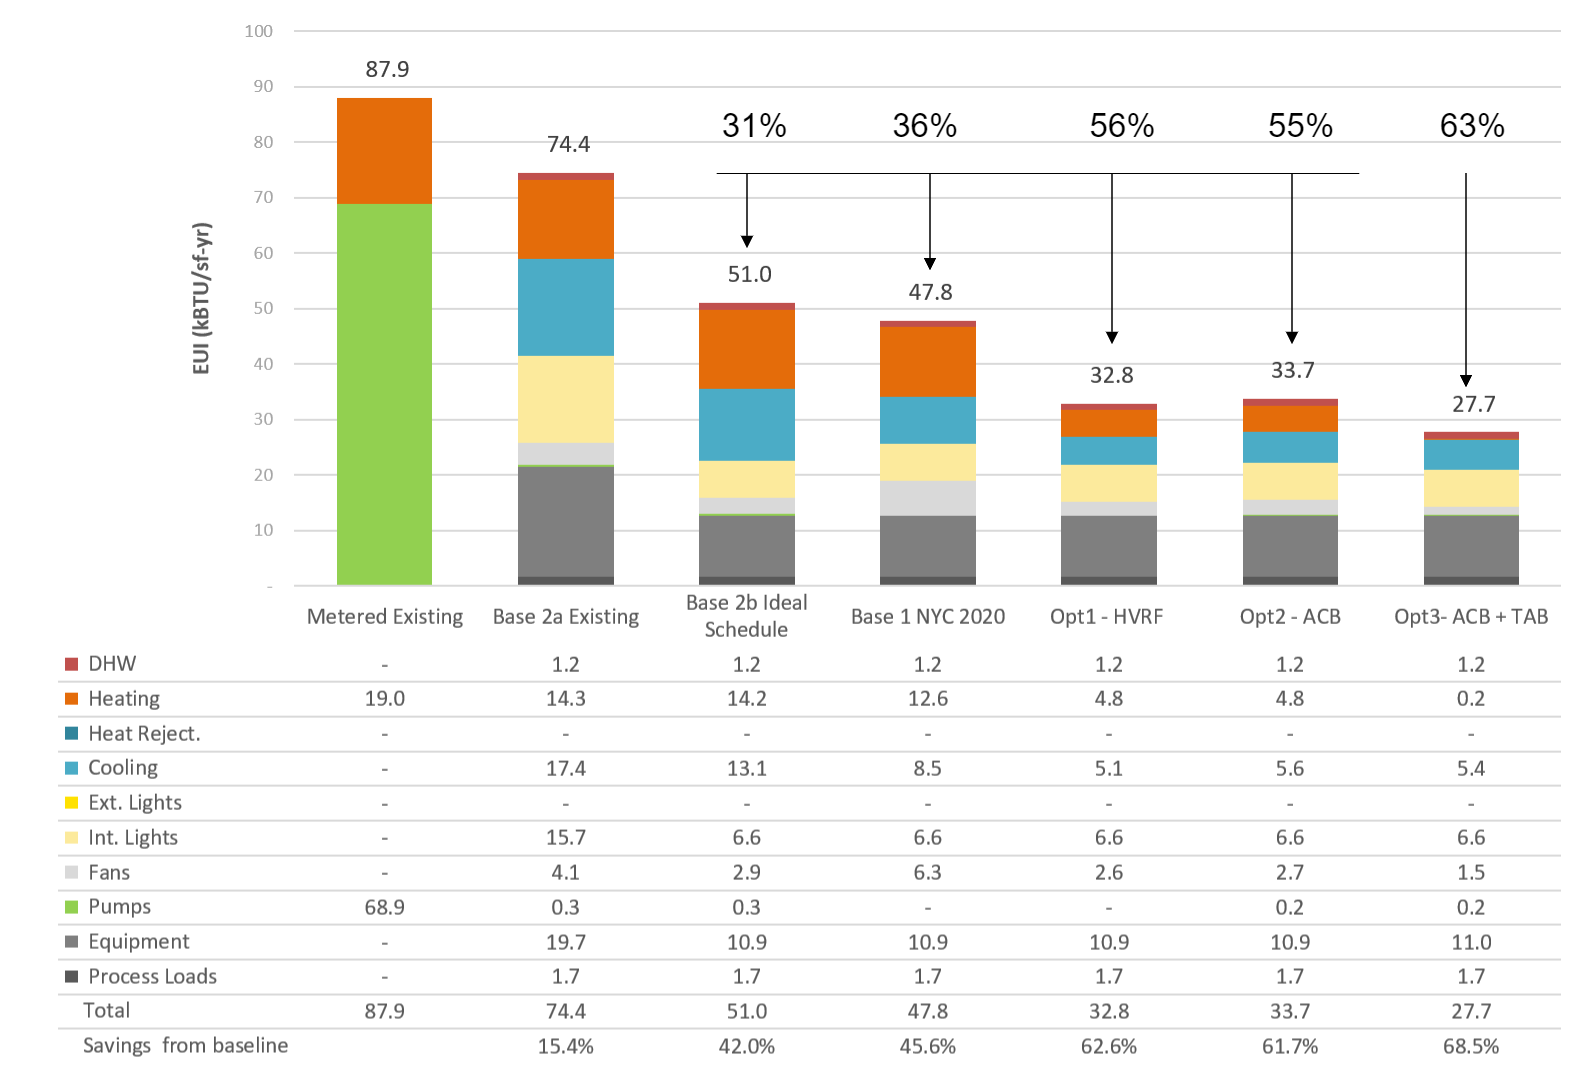 100
87.9
90
31% 36% 56% 55% 63%
80
74.4
70
60
51.0
47.8
50
EUI (kBTU/sf-yr)
40
32.8
33.7
27.7
30
20
10
-
Metered Existing
Base 2a Existing
Base 2b Ideal
Schedule
Base 1 NYC 2020
Opt1 - HVRF
Opt2 - ACB
Opt3- ACB + TAB
DHW - 1.2 1.2 1.2 1.2 1.2 1.2
Heating 19.0 14.3 14.2 12.6 4.8 4.8 0.2
Heat Reject. - - - - - - -
Cooling - 17.4 13.1 8.5 5.1 5.6 5.4
Ext. Lights - - - - - - -
Int. Lights - 15.7 6.6 6.6 6.6 6.6 6.6
Fans - 4.1 2.9 6.3 2.6 2.7 1.5
Pumps 68.9 0.3 0.3 - - 0.2 0.2
Equipment - 19.7 10.9 10.9 10.9 10.9 11.0
Process Loads - 1.7 1.7 1.7 1.7 1.7 1.7
Total 87.9 74.4 51.0 47.8 32.8 33.7 27.7
Savings from baseline 15.4% 42.0% 45.6% 62.6% 61.7% 68.5%